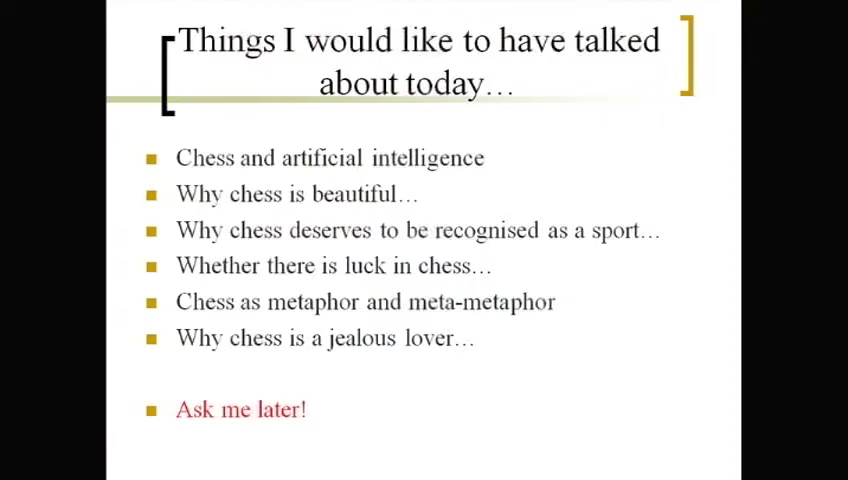 Things I would like to have talked
about today…
Chess and artificial intelligence
Why chess is beautiful…
Why chess deserves to be recognised as a sport…
Whether there is luck in chess…
Chess as metaphor and meta-metaphor
Why chess is a jealous lover…
Ask me later!